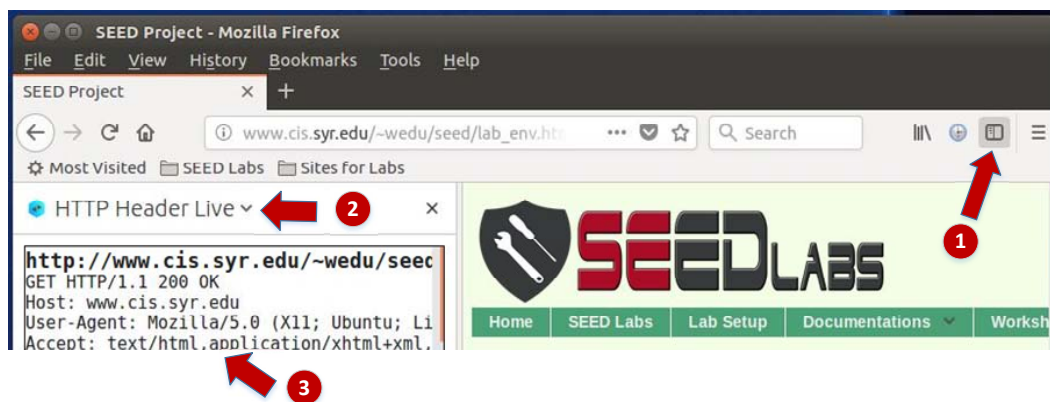 SEED Project - Mozilla Firefox
File Edit View History Bookmarks Tools Help
SEED Project × +
www.cis.syr.edu/~wedu/seed/lab_env.ht ••• Search
Most Visited SEED Labs Sites for Labs
1
HTTP Header Live 2 ×
SEEDLABS
http://www.cis.syr.edu/~wedu/seed
GET HTTP/1.1 200 OK
Host: www.cis.syr.edu
User-Agent: Mozilla/5.0 (X11; Ubuntu; Li
Accept: text/html,application/xhtml+xml,
Home SEED Labs Lab Setup Documentations Worksh
3